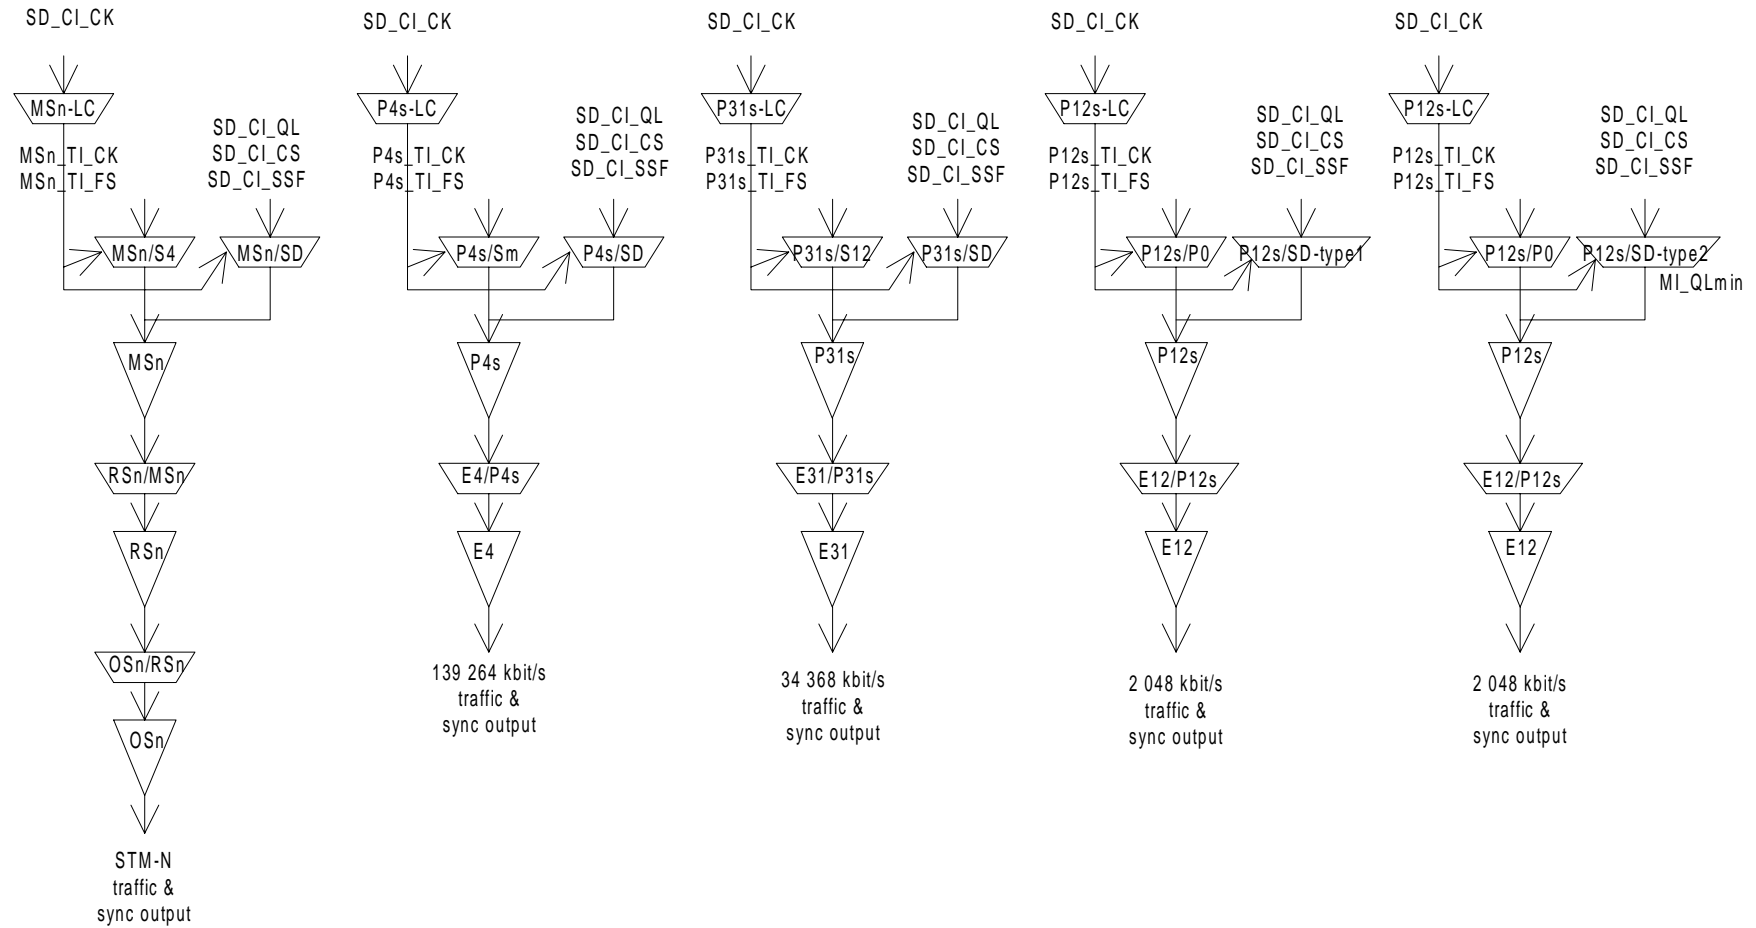 SD_CI_CK
MSn-LC
SD_CI_QL
SD_CI_CS
SD_CI_SSF
MSn_TI_CK
MSn_TI_FS
MSn/S4
MSn/SD
MSn
RSn/MSn
RSn
OSn/RSn
OSn
STM-N
traffic &
sync output
SD_CI_CK
P4s-LC
SD_CI_QL
SD_CI_CS
SD_CI_SSF
P4s_TI_CK
P4s_TI_FS
P4s/Sm
P4s/SD
P4s
E4/P4s
E4
139 264 kbit/s
traffic &
sync output
SD_CI_CK
P31s-LC
SD_CI_QL
SD_CI_CS
SD_CI_SSF
P31s_TI_CK
P31s_TI_FS
P31s/S12
P31s/SD
P31s
E31/P31s
E31
34 368 kbit/s
traffic &
sync output
SD_CI_CK
P12s-LC
SD_CI_QL
SD_CI_CS
SD_CI_SSF
P12s_TI_CK
P12s_TI_FS
P12s/P0
P12s/SD-type1
P12s
E12/P12s
E12
2 048 kbit/s
traffic &
sync output
SD_CI_CK
P12s-LC
SD_CI_QL
SD_CI_CS
SD_CI_SSF
P12s_TI_CK
P12s_TI_FS
P12s/P0
P12s/SD-type2
MI_QLmin
P12s
E12/P12s
E12
2 048 kbit/s
traffic &
sync output